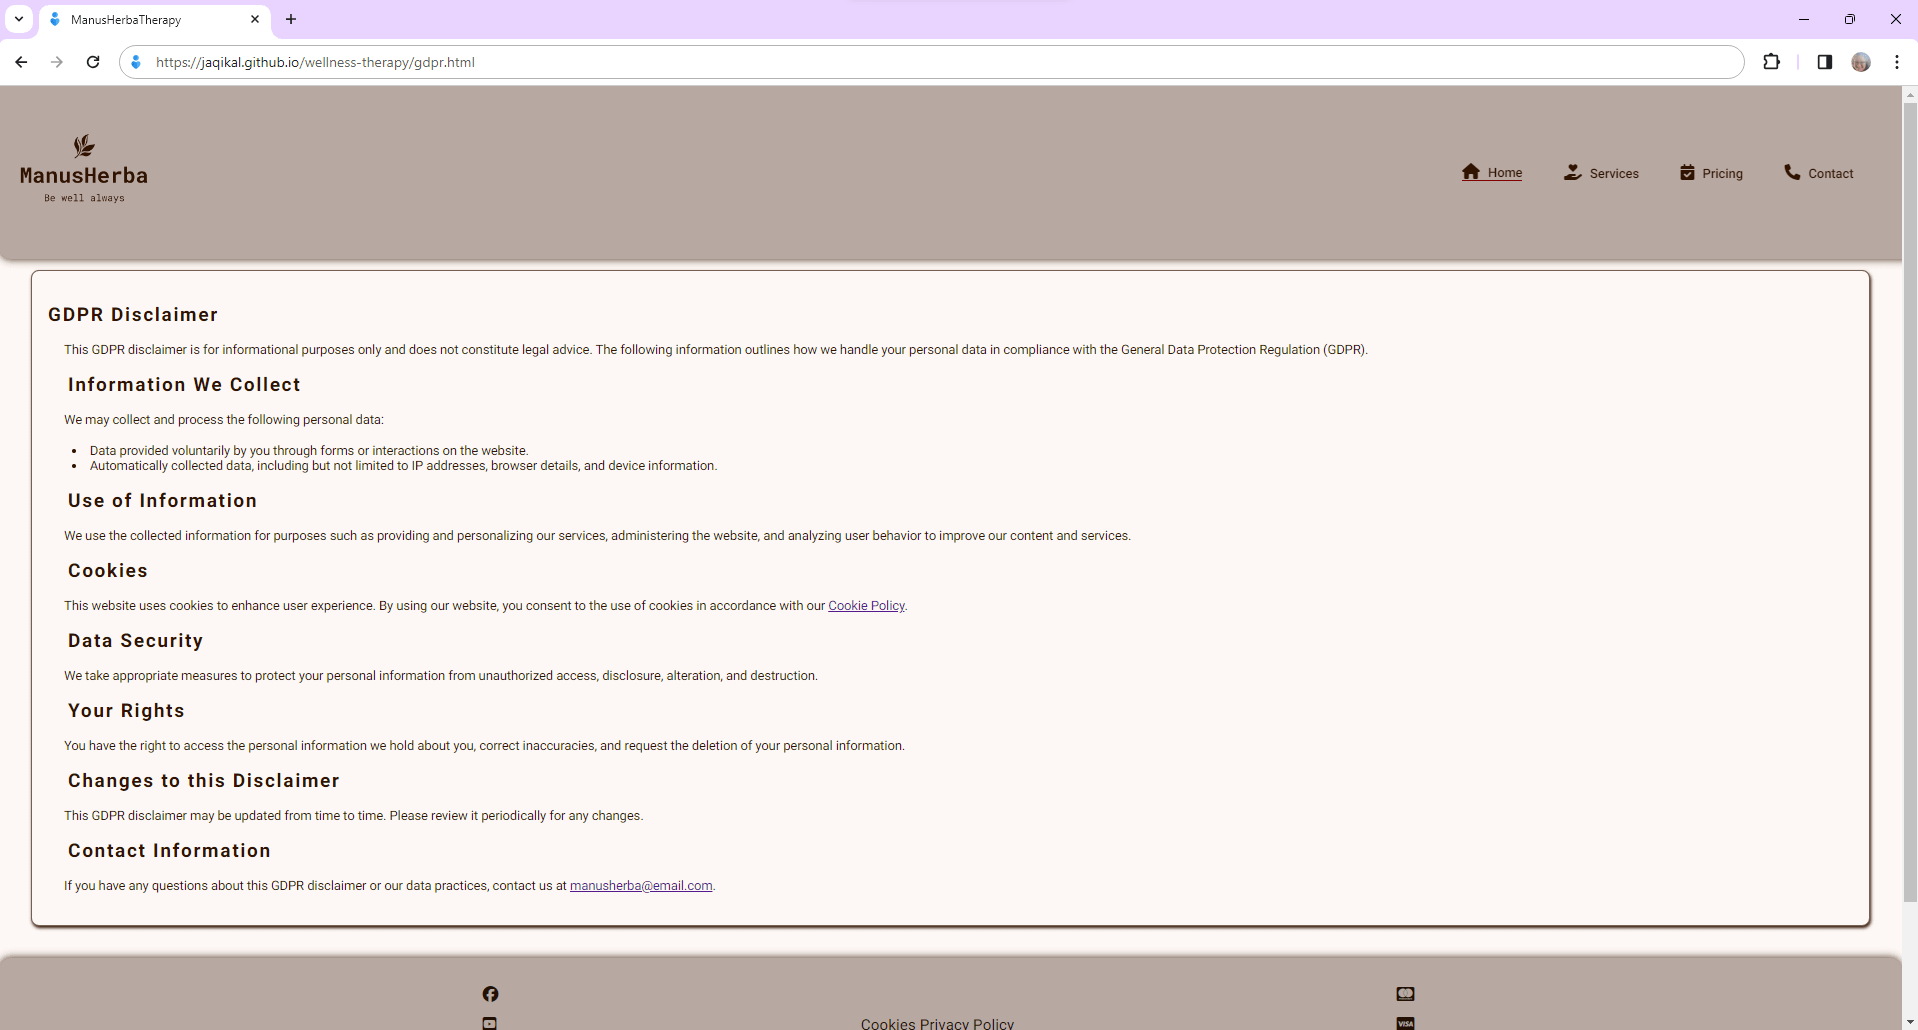 ManusHerbaTherapy
https://jaqikal.github.io/wellness-therapy/gdpr.html
ManusHerba
Be well always
Home
Services
Pricing
Contact
GDPR Disclaimer
This GDPR disclaimer is for informational purposes only and does not constitute legal advice. The following information outlines how we handle your personal data in compliance with the General Data Protection Regulation (GDPR).
Information We Collect
We may collect and process the following personal data:
• Data provided voluntarily by you through forms or interactions on the website.
• Automatically collected data, including but not limited to IP addresses, browser details, and device information.
Use of Information
We use the collected information for purposes such as providing and personalizing our services, administering the website, and analyzing user behavior to improve our content and services.
Cookies
This website uses cookies to enhance user experience. By using our website, you consent to the use of cookies in accordance with our Cookie Policy.
Data Security
We take appropriate measures to protect your personal information from unauthorized access, disclosure, alteration, and destruction.
Your Rights
You have the right to access the personal information we hold about you, correct inaccuracies, and request the deletion of your personal information.
Changes to this Disclaimer
This GDPR disclaimer may be updated from time to time. Please review it periodically for any changes.
Contact Information
If you have any questions about this GDPR disclaimer or our data practices, contact us at manusherba@email.com.
Cookies Privacy Policy
VISA